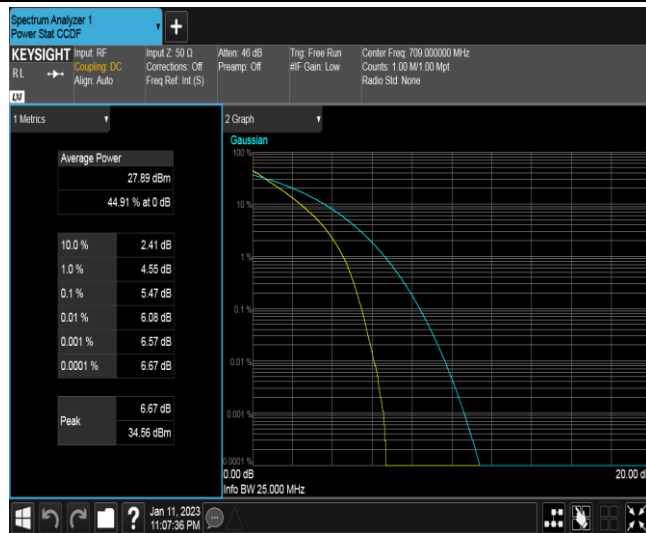 Spectrum Analyzer 1
Power Stat CCDF
+
KEYSIGHT
RL
Input: RF
Coupling: DC
Align: Auto
Input Z: 50 Ω
Corrections: Off
Freq Ref: Int (S)
Atten: 46 dB
Preamp: Off
Trig: Free Run
#IF Gain: Low
Center Freq: 709.000000 MHz
Counts: 1.00 M/1.00 Mpt
Radio Std: None
1 Metrics
Average Power
27.89 dBm
44.91 % at 0 dB
10.0 % 2.41 dB
1.0 % 4.55 dB
0.1 % 5.47 dB
0.01 % 6.08 dB
0.001 % 6.57 dB
0.0001 % 6.67 dB
Peak 6.67 dB
34.56 dBm
2 Graph
Gaussian
100 %
10 %
1 %
0.1 %
0.01 %
0.001 %
0.0001 %
0.00 dB
20.00 d
Info BW 25.000 MHz
?
Jan 11, 2023
11:07:36 PM